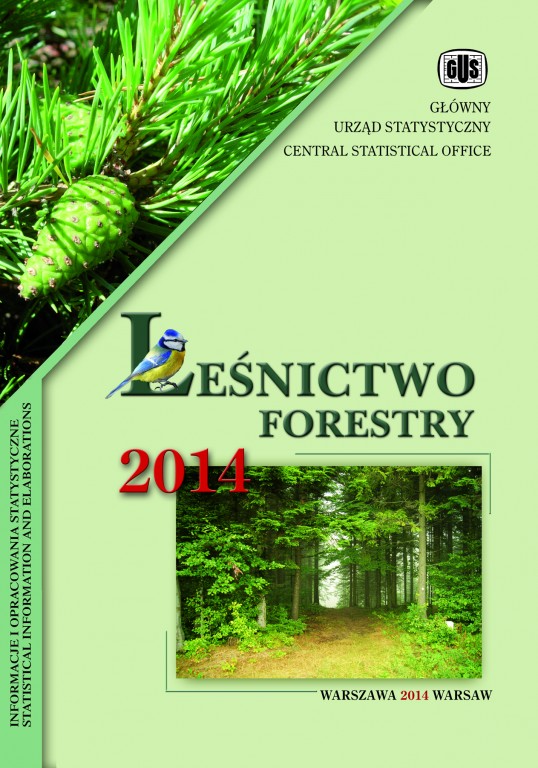 GUS
GŁÓWNY
URZĄD STATYSTYCZNY
CENTRAL STATISTICAL OFFICE
LEŚNICTWO
FORESTRY
2014
INFORMACJE I OPRACOWANIA STATYSTYCZNE
STATISTICAL INFORMATION AND ELABORATIONS
WARSZAWA 2014 WARSAW